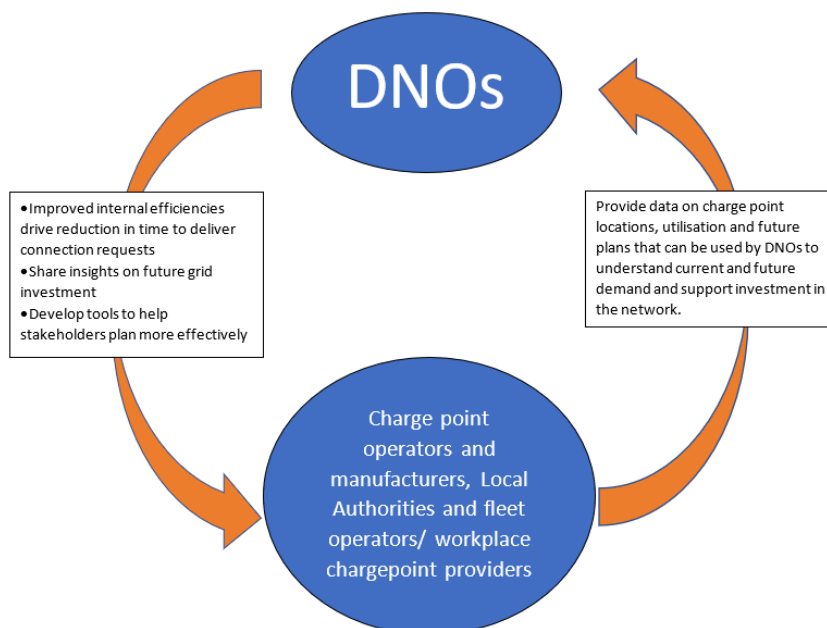 DNOs
•Improved internal efficiencies
drive reduction in time to deliver
connection requests
•Share insights on future grid
investment
•Develop tools to help
stakeholders plan more effectively
Provide data on charge point
locations, utilisation and future
plans that can be used by DNOs to
understand current and future
demand and support investment in
the network.
Charge point
operators and
manufacturers, Local
Authorities and fleet
operators/ workplace
chargepoint providers